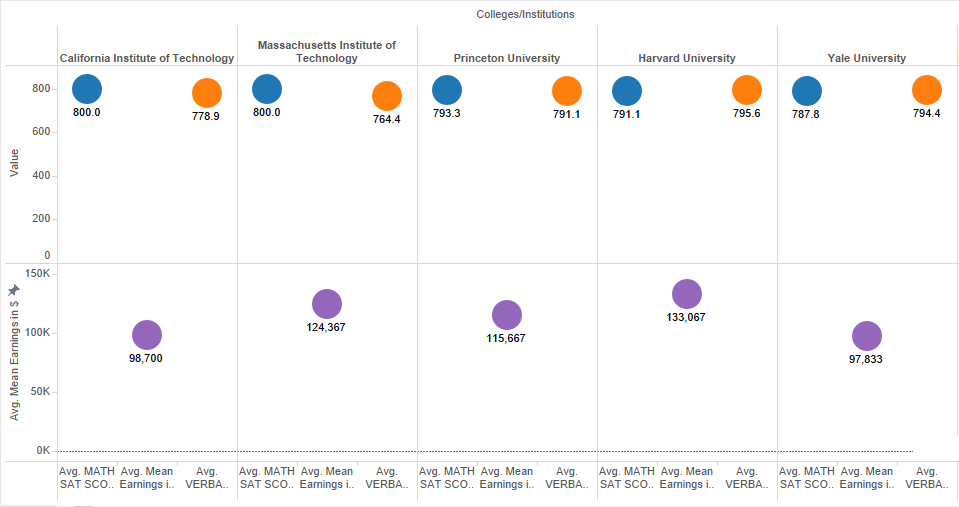 Colleges/Institutions
California Institute of Technology
Massachusetts Institute of
Technology
Princeton University
Harvard University
Yale University
Value
800
600
400
200
0
800.0
778.9
800.0
764.4
793.3
791.1
791.1
795.6
787.8
794.4
Avg. Mean Earnings in $
150K
100K
50K
0K
98,700
124,367
115,667
133,067
97,833
Avg. MATH
SAT SCO..
Avg. Mean
Earnings i..
Avg.
VERBA..
Avg. MATH
SAT SCO..
Avg. Mean
Earnings i..
Avg.
VERBA..
Avg. MATH
SAT SCO..
Avg. Mean
Earnings i..
Avg.
VERBA..
Avg. MATH
SAT SCO..
Avg. Mean
Earnings i..
Avg.
VERBA..
Avg. MATH
SAT SCO..
Avg. Mean
Earnings i..
Avg.
VERBA..